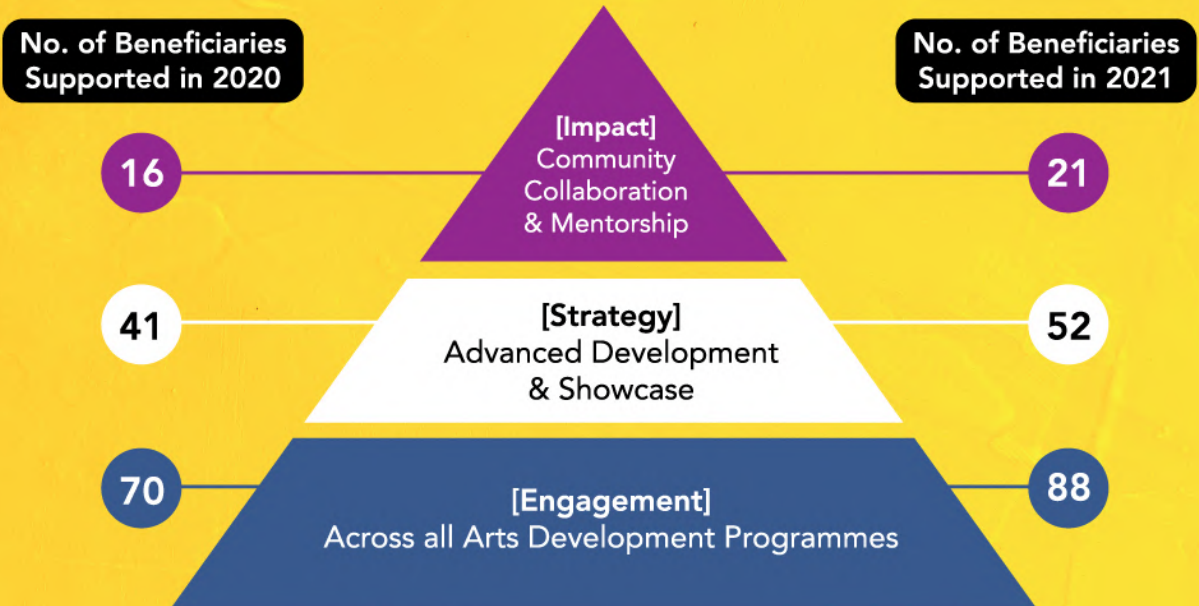 No. of Beneficiaries
Supported in 2020
No. of Beneficiaries
Supported in 2021
[Impact]
Community
Collaboration
& Mentorship
16
21
[Strategy]
Advanced Development
& Showcase
41
52
[Engagement]
Across all Arts Development Programmes
70
88